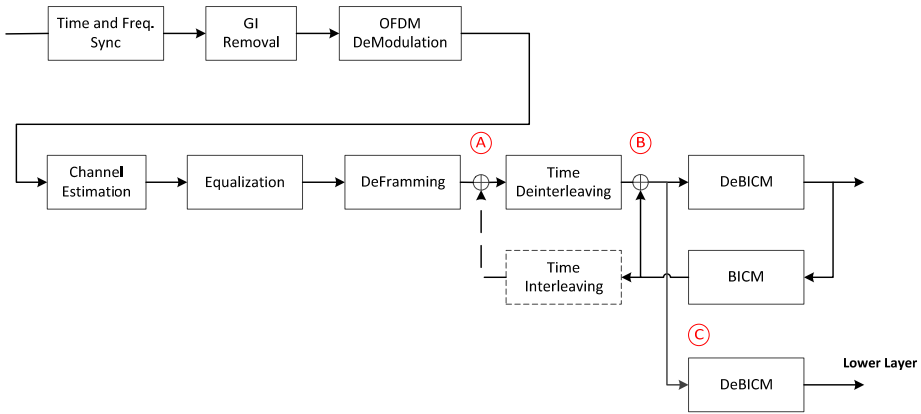 Time and Freq.
Sync
GI
Removal
OFDM
DeModulation
Channel
Estimation
Equalization
DeFramming
A
Time
Deinterleaving
B
DeBICM
Time
Interleaving
BICM
C
DeBICM
Lower Layer